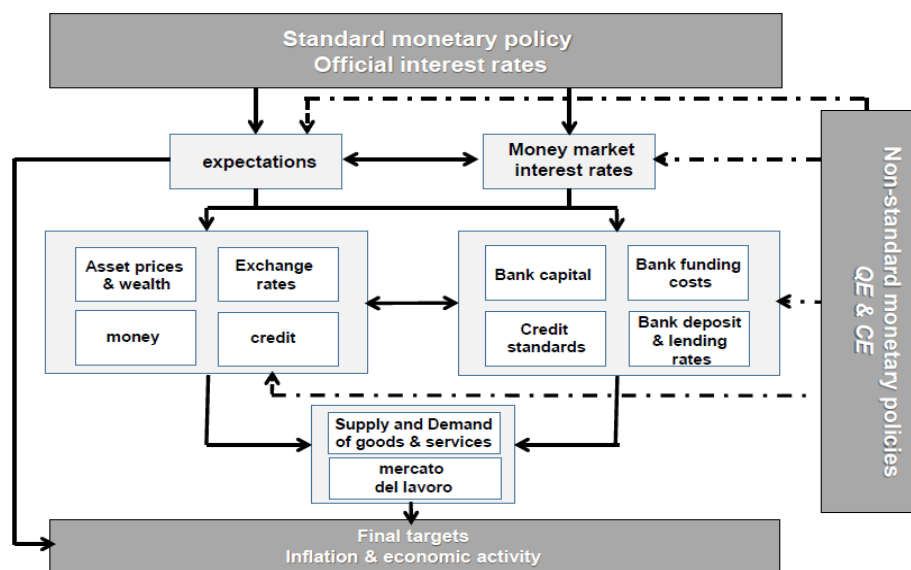 Standard monetary policy
Official interest rates
expectations
Money market
interest rates
Asset prices
& wealth
Exchange
rates
money
credit
Bank capital
Bank funding
costs
Credit
standards
Bank deposit
& lending
rates
Supply and Demand
of goods & services
mercato
del lavoro
Final targets
Inflation & economic activity
Non-standard monetary policies
QE & CE